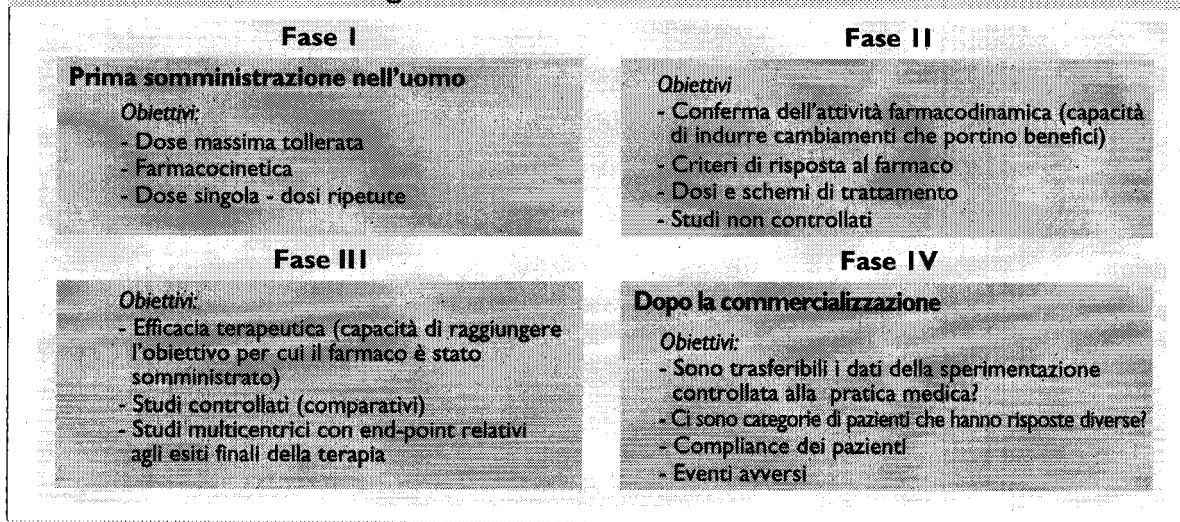 Fase I
Prima somministrazione nell'uomo
Obiettivi:
- Dose massima tollerata
- Farmacocinetica
- Dose singola - dosi ripetute
Fase II
Obiettivi
- Conferma dell'attività farmacodinamica (capacità
di indurre cambiamenti che portino benefici)
- Criteri di risposta al farmaco
- Dosi e schemi di trattamento
- Studi non controllati
Fase III
Obiettivi:
- Efficacia terapeutica (capacità di raggiungere
l'obiettivo per cui il farmaco è stato
somministrato)
- Studi controllati (comparativi)
- Studi multicentrici con end-point relativi
agli esiti finali della terapia
Fase IV
Dopo la commercializzazione
Obiettivi:
- Sono trasferibili i dati della sperimentazione
controllata alla pratica medica?
- Ci sono categorie di pazienti che hanno risposte diverse?
- Compliance dei pazienti
- Eventi avversi